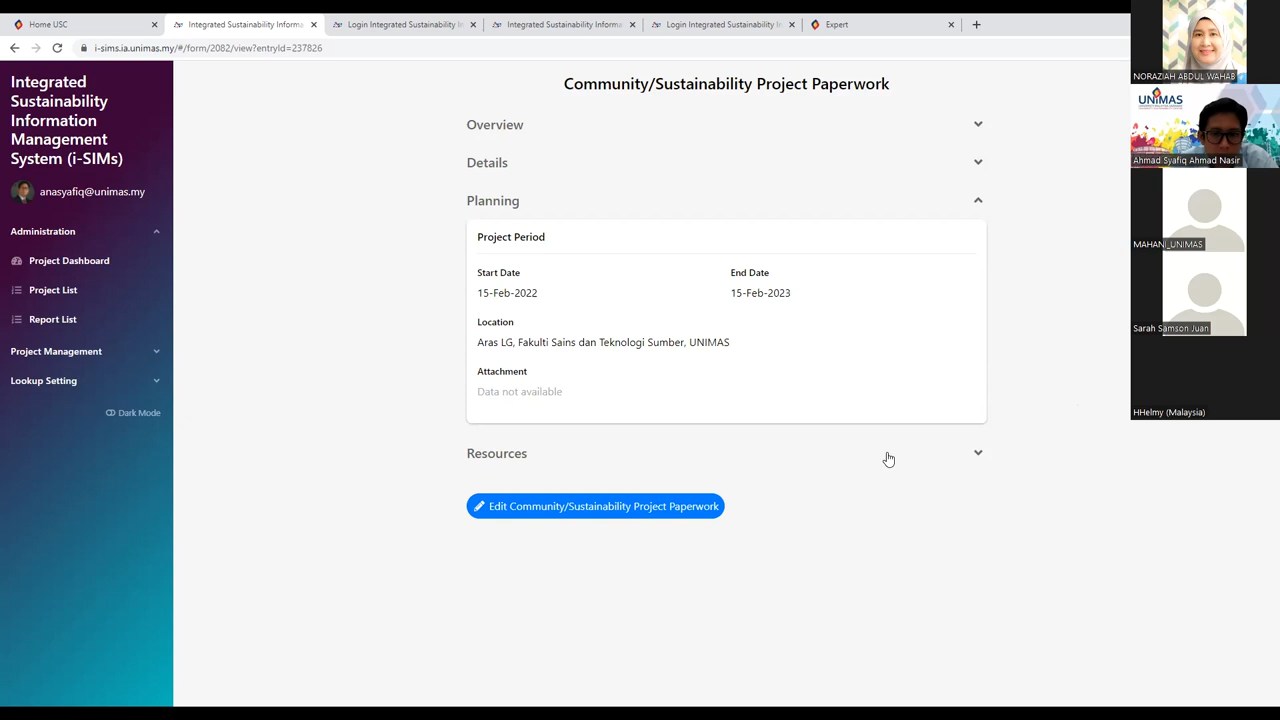 Home USC
Integrated Sustainability Informa
Login Integrated Sustainability In
Integrated Sustainability Informa
Login Integrated Sustainability In
Expert
i-sims.ia.unimas.my/#/form/2082/view?entryId=237826
Integrated
Sustainability
Information
Management
System (i-SIMs)
anasyafiq@unimas.my
Administration
Project Dashboard
Project List
Report List
Project Management
Lookup Setting
Dark Mode
Community/Sustainability Project Paperwork
Overview
Details
Planning
Project Period
Start Date
End Date
15-Feb-2022
15-Feb-2023
Location
Aras LG, Fakulti Sains dan Teknologi Sumber, UNIMAS
Attachment
Data not available
Resources
Edit Community/Sustainability Project Paperwork
NORAZIAH ABDUL WAHAB
UNIMAS
Ahmad Syafiq Ahmad Nasir
MAHANI_UNIMAS
Sarah Samson Juan
HHelmy (Malaysia)